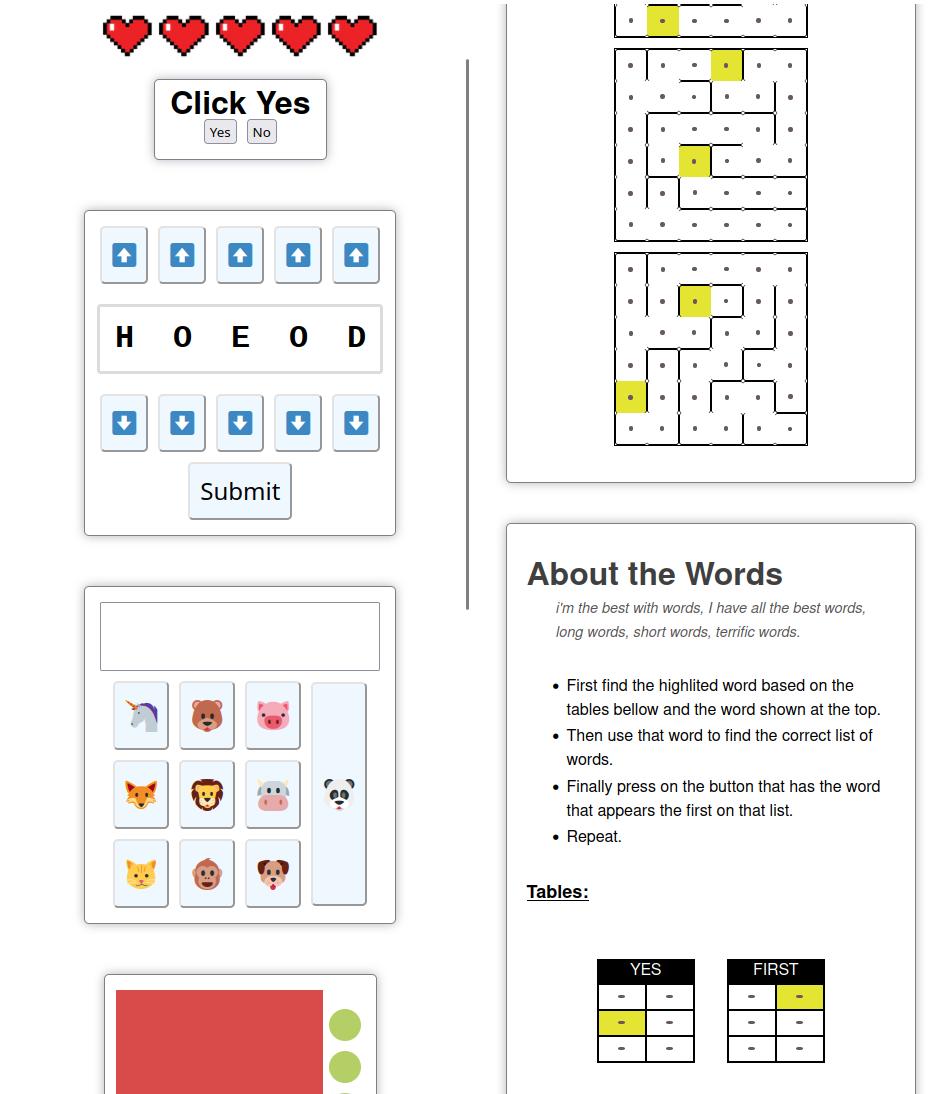 Click Yes
Yes No
H O E O D
Submit
About the Words
i'm the best with words, I have all the best words,
long words, short words, terrific words.
• First find the highlited word based on the
tables bellow and the word shown at the top.
• Then use that word to find the correct list of
words.
• Finally press on the button that has the word
that appears the first on that list.
• Repeat.
Tables:
YES FIRST